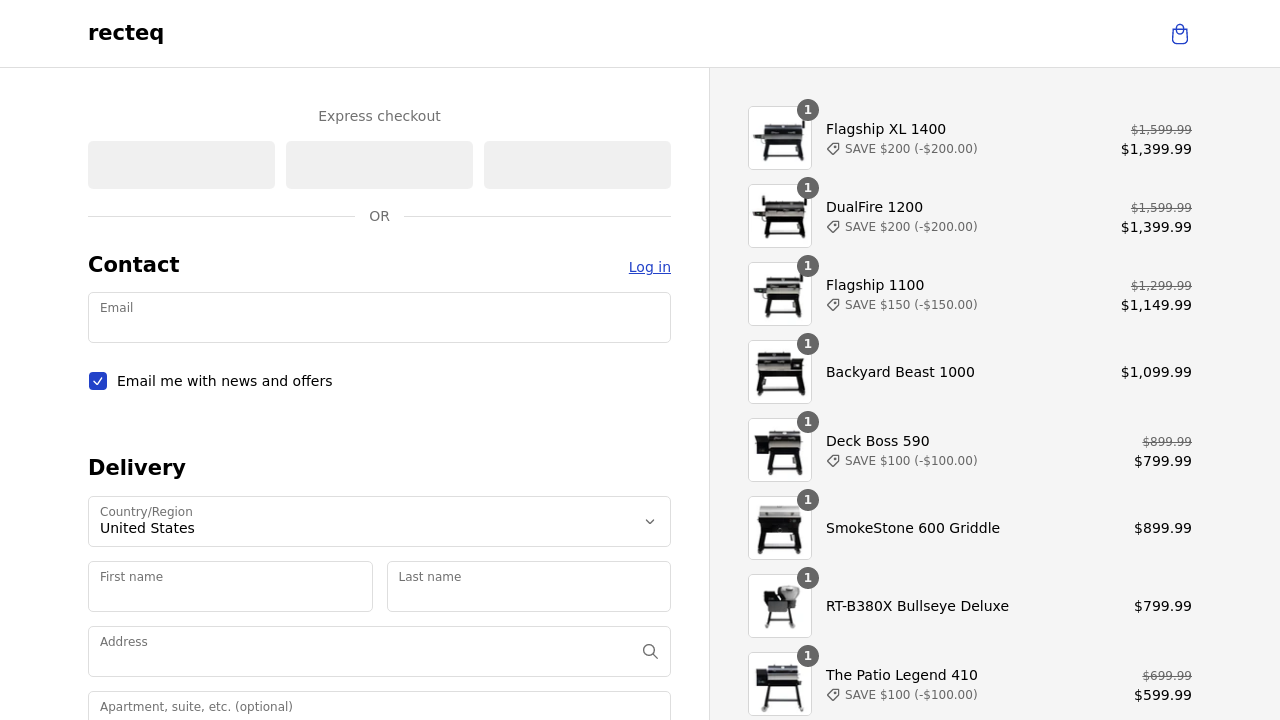 recteq
Express checkout
OR
Contact
Log in
Email
Email me with news and offers
Delivery
Country/Region
United States
First name
Last name
Address
Apartment, suite, etc. (optional)
1
Flagship XL 1400
$1,599.99
SAVE $200 (-$200.00)
$1,399.99
1
DualFire 1200
$1,599.99
SAVE $200 (-$200.00)
$1,399.99
1
Flagship 1100
$1,299.99
SAVE $150 (-$150.00)
$1,149.99
1
Backyard Beast 1000
$1,099.99
1
Deck Boss 590
$899.99
SAVE $100 (-$100.00)
$799.99
1
SmokeStone 600 Griddle
$899.99
1
RT-B380X Bullseye Deluxe
$799.99
1
The Patio Legend 410
$699.99
SAVE $100 (-$100.00)
$599.99